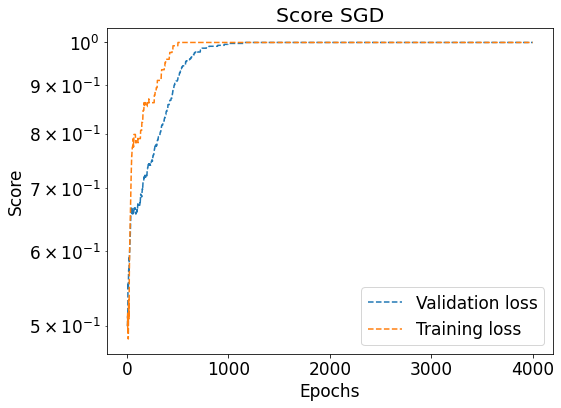 Score SGD
10⁰
9 × 10⁻¹
8 × 10⁻¹
7 × 10⁻¹
6 × 10⁻¹
5 × 10⁻¹
Score
Validation loss
Training loss
0 1000 2000 3000 4000
Epochs